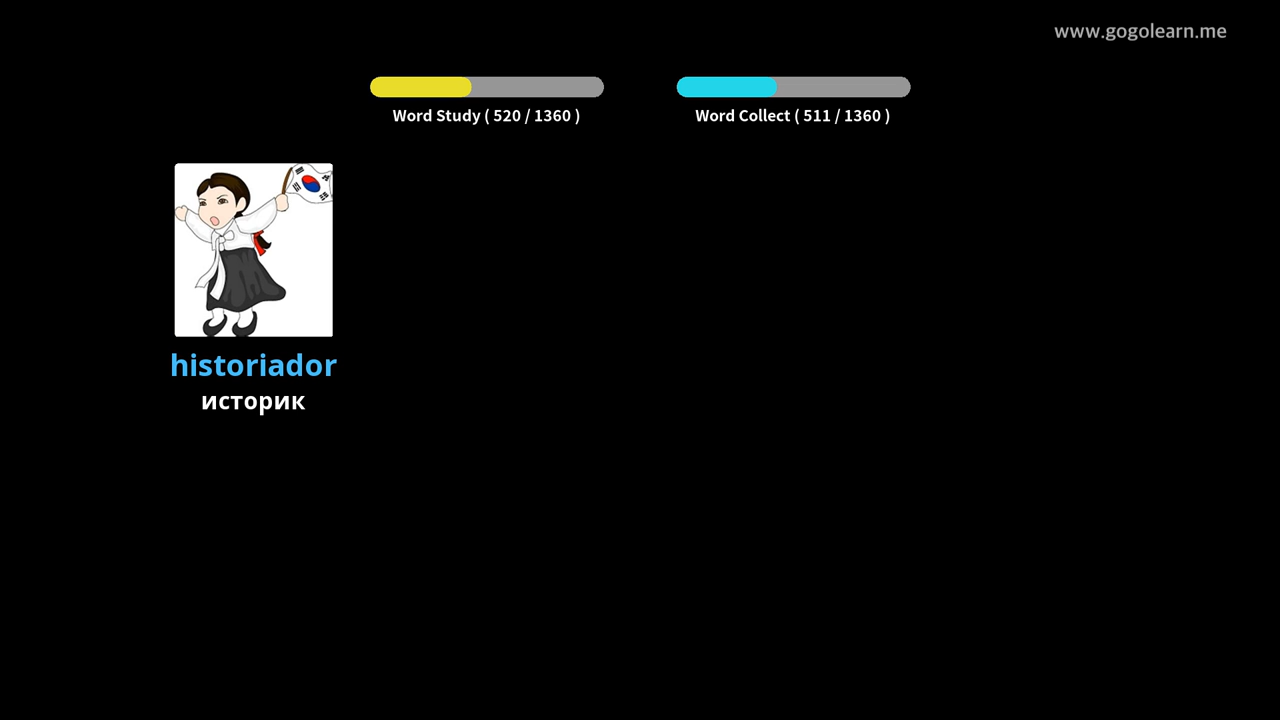 www.gogolearn.me
Word Study ( 520 / 1360 )
Word Collect ( 511 / 1360 )
historiador
историк